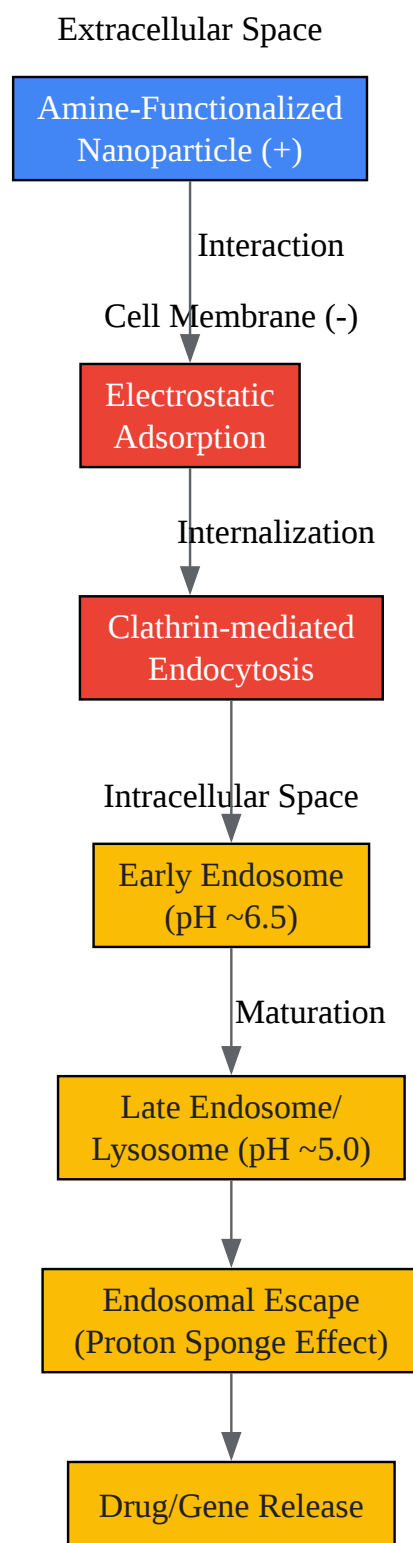 Extracellular Space
Amine-Functionalized
Nanoparticle (+)
Interaction
Cell Membrane (-)
Electrostatic
Adsorption
Internalization
Clathrin-mediated
Endocytosis
Intracellular Space
Early Endosome
(pH ~6.5)
Maturation
Late Endosome/
Lysosome (pH ~5.0)
Endosomal Escape
(Proton Sponge Effect)
Drug/Gene Release